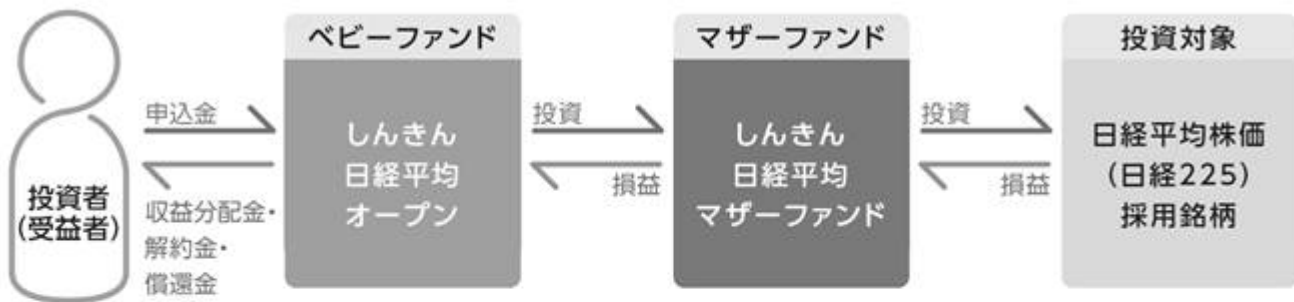 投資者
(受益者)
申込金
収益分配金・
解約金・
償還金
ベビーファンド
しんきん
日経平均
オープン
投資
損益
マザーファンド
しんきん
日経平均
マザーファンド
投資
損益
投資対象
日経平均株価
(日経225)
採用銘柄